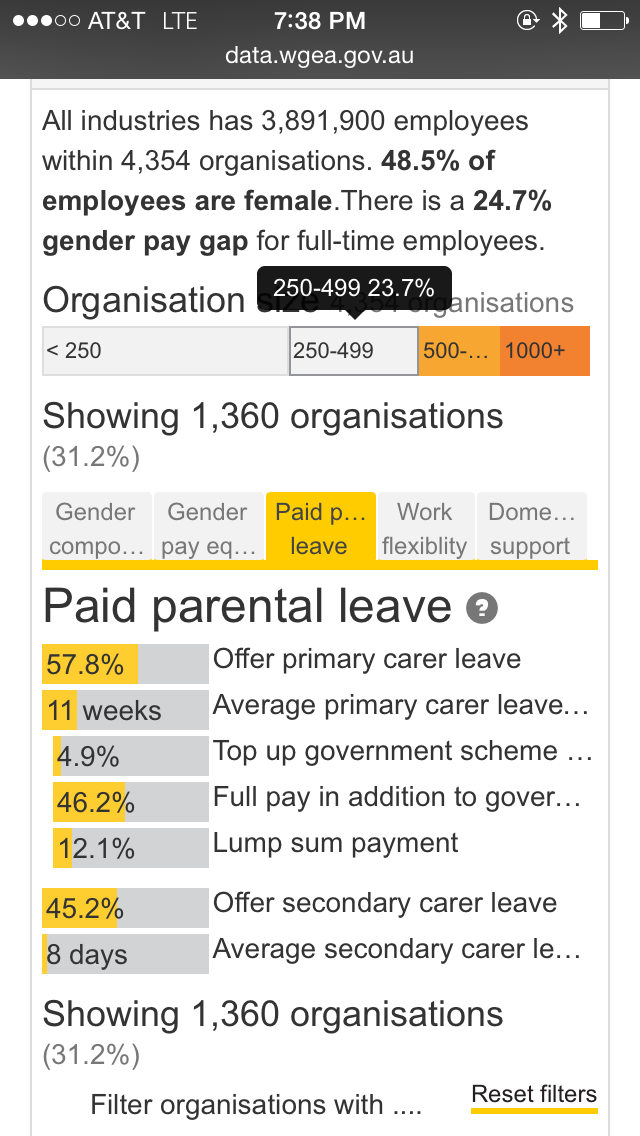 AT&T LTE 7:38 PM
data.wgea.gov.au
All industries has 3,891,900 employees
within 4,354 organisations. 48.5% of
employees are female.There is a 24.7%
gender pay gap for full-time employees.
250-499 23.7%
Organisation size 4,354 organisations
< 250 250-499 500-... 1000+
Showing 1,360 organisations
(31.2%)
Gender compo...
Gender pay eq...
Paid p... leave
Work flexiblity
Dome... support
Paid parental leave ?
57.8% Offer primary carer leave
11 weeks Average primary carer leave...
4.9% Top up government scheme ...
46.2% Full pay in addition to gover...
12.1% Lump sum payment
45.2% Offer secondary carer leave
8 days Average secondary carer le...
Showing 1,360 organisations
(31.2%)
Filter organisations with .... Reset filters